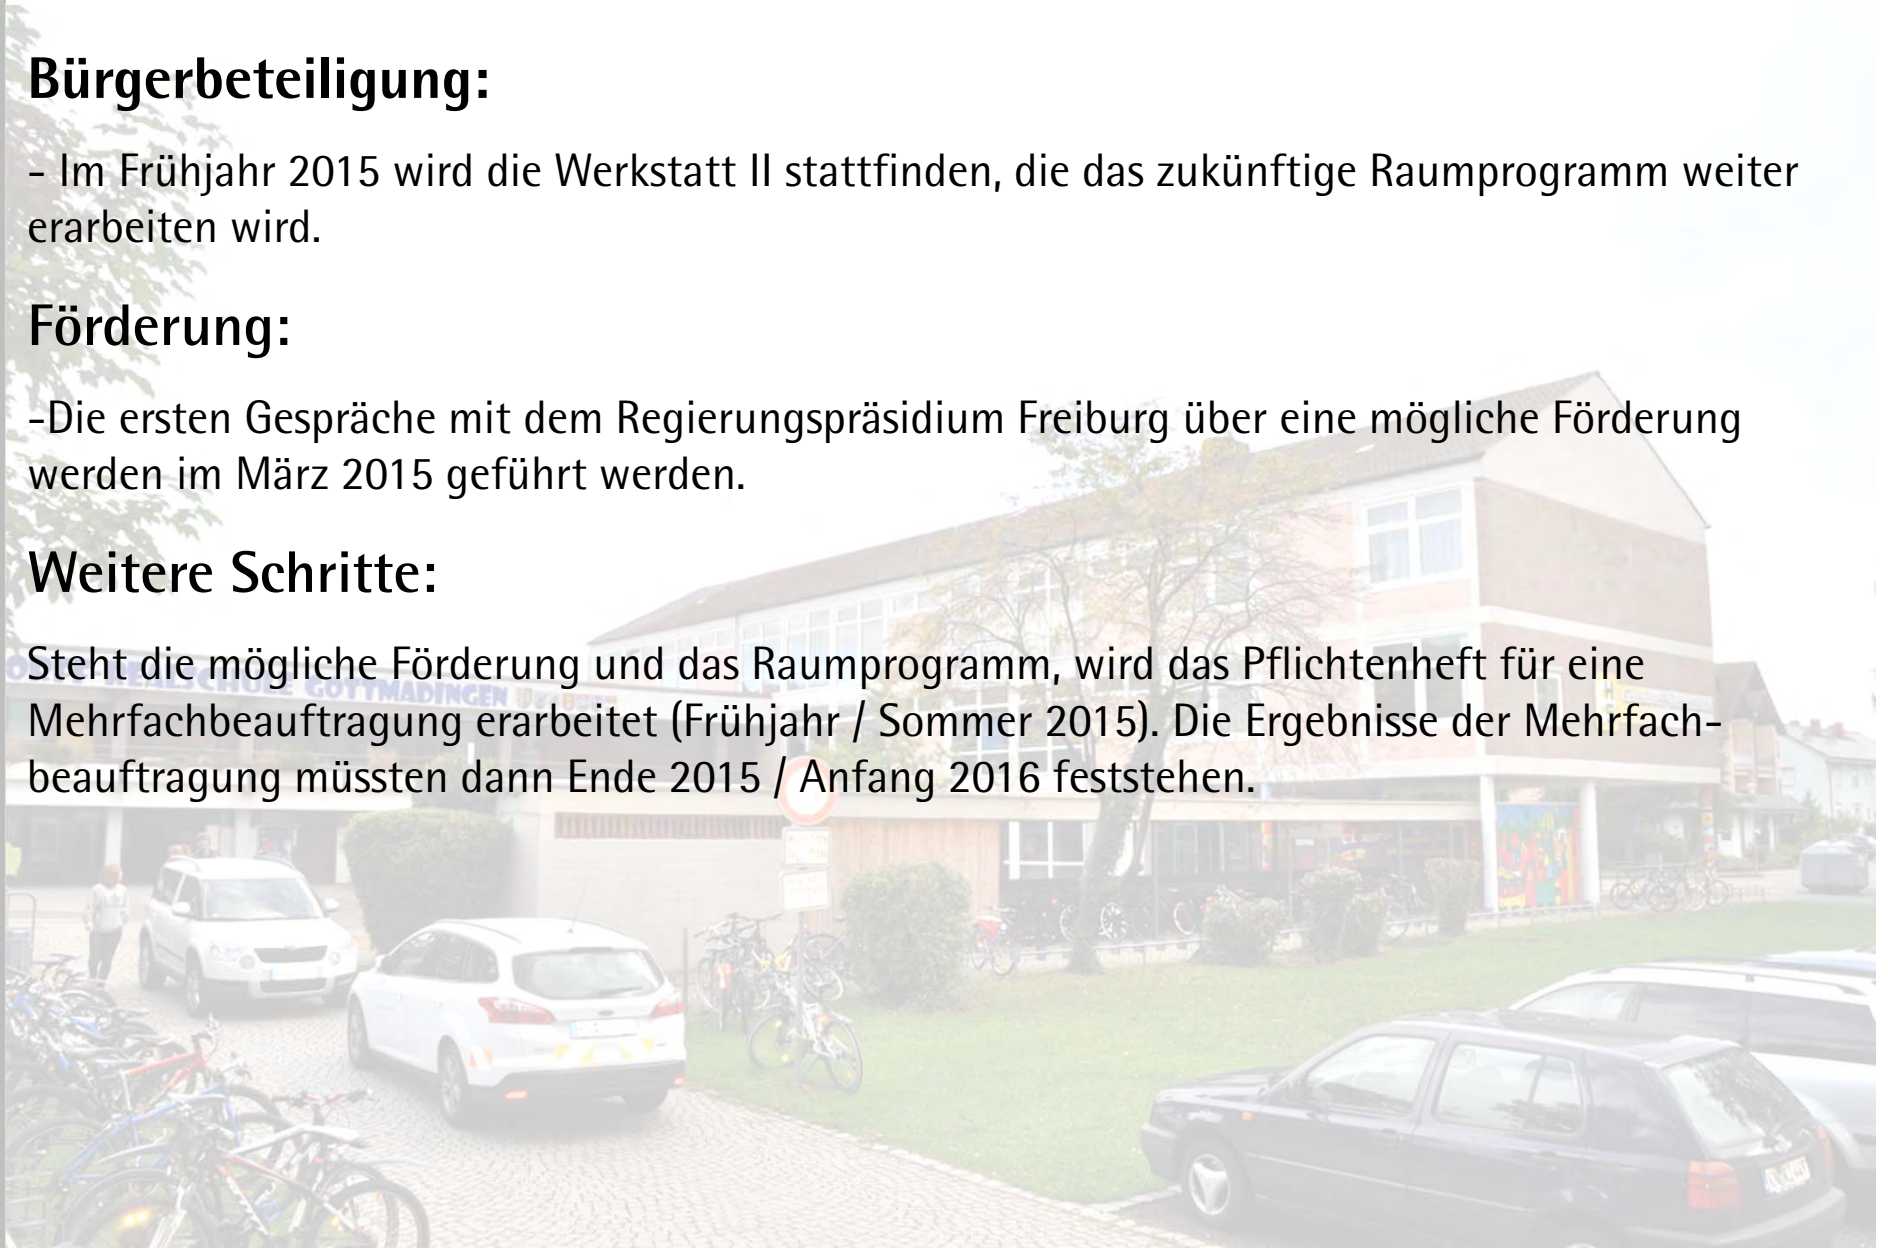 Bürgerbeteiligung:
- Im Frühjahr 2015 wird die Werkstatt II stattfinden, die das zukünftige Raumprogramm weiter
erarbeiten wird.
Förderung:
-Die ersten Gespräche mit dem Regierungspräsidium Freiburg über eine mögliche Förderung
werden im März 2015 geführt werden.
Weitere Schritte:
Steht die mögliche Förderung und das Raumprogramm, wird das Pflichtenheft für eine
REALSCHULE GOTTMADINGEN
Mehrfachbeauftragung erarbeitet (Frühjahr / Sommer 2015). Die Ergebnisse der Mehrfach-
beauftragung müssten dann Ende 2015 / Anfang 2016 feststehen.